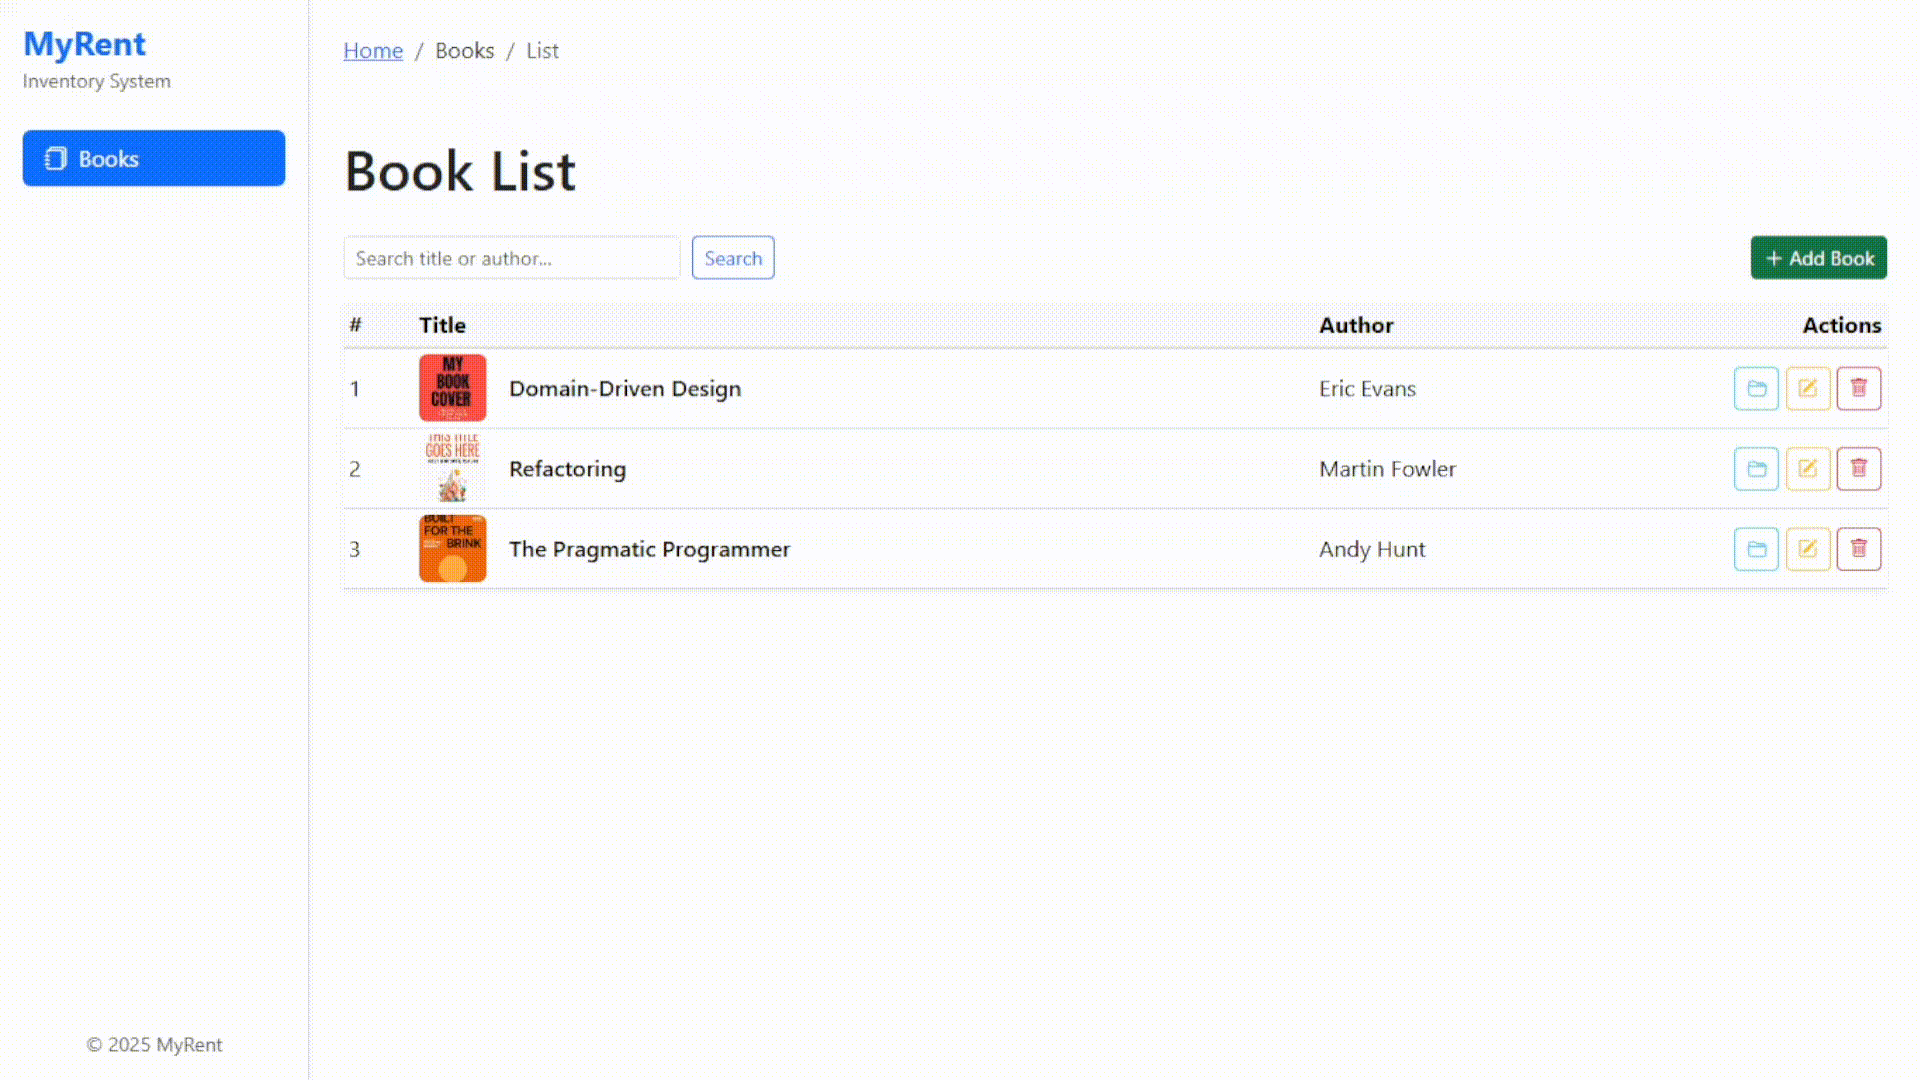 MyRent
Inventory System
Books
Home / Books / List
Book List
Search title or author...
Search
+ Add Book
# Title Author Actions
1 MY BOOK COVER Domain-Driven Design Eric Evans
2 THIS TITLE GOES HERE Refactoring Martin Fowler
3 BUILT FOR THE BRINK The Pragmatic Programmer Andy Hunt
© 2025 MyRent